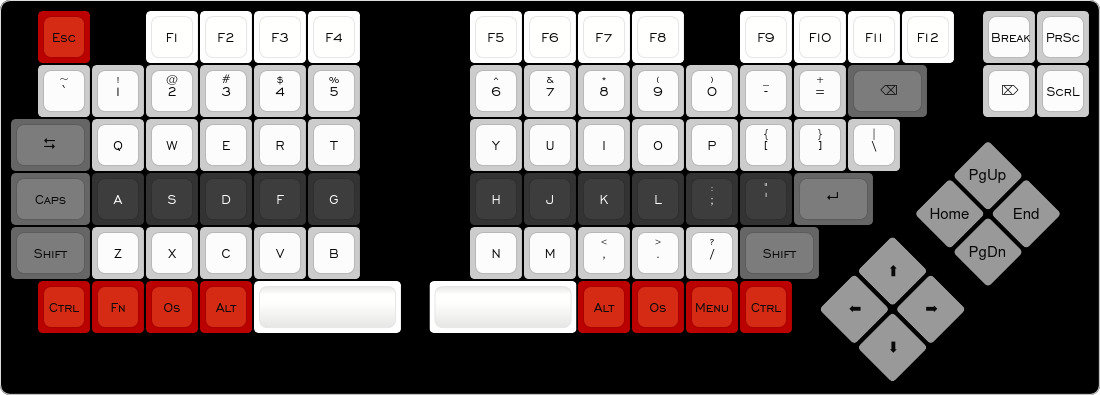 Esc F1 F2 F3 F4 F5 F6 F7 F8 F9 F10 F11 F12 Break PrSc
~ ! @ # $ % ^ & * ( ) _ +
` 1 2 3 4 5 6 7 8 9 0 - = ⌫ ⌦ ScrL
⇆ Q W E R T Y U I O P { [ } ] | \
PgUp
Caps A S D F G H J K L : ; " ' ↵
Home End
Shift Z X C V B N M < , > . ? / Shift
PgDn
⬆
Ctrl Fn Os Alt Alt Os Menu Ctrl ⬅ ➡
⬇